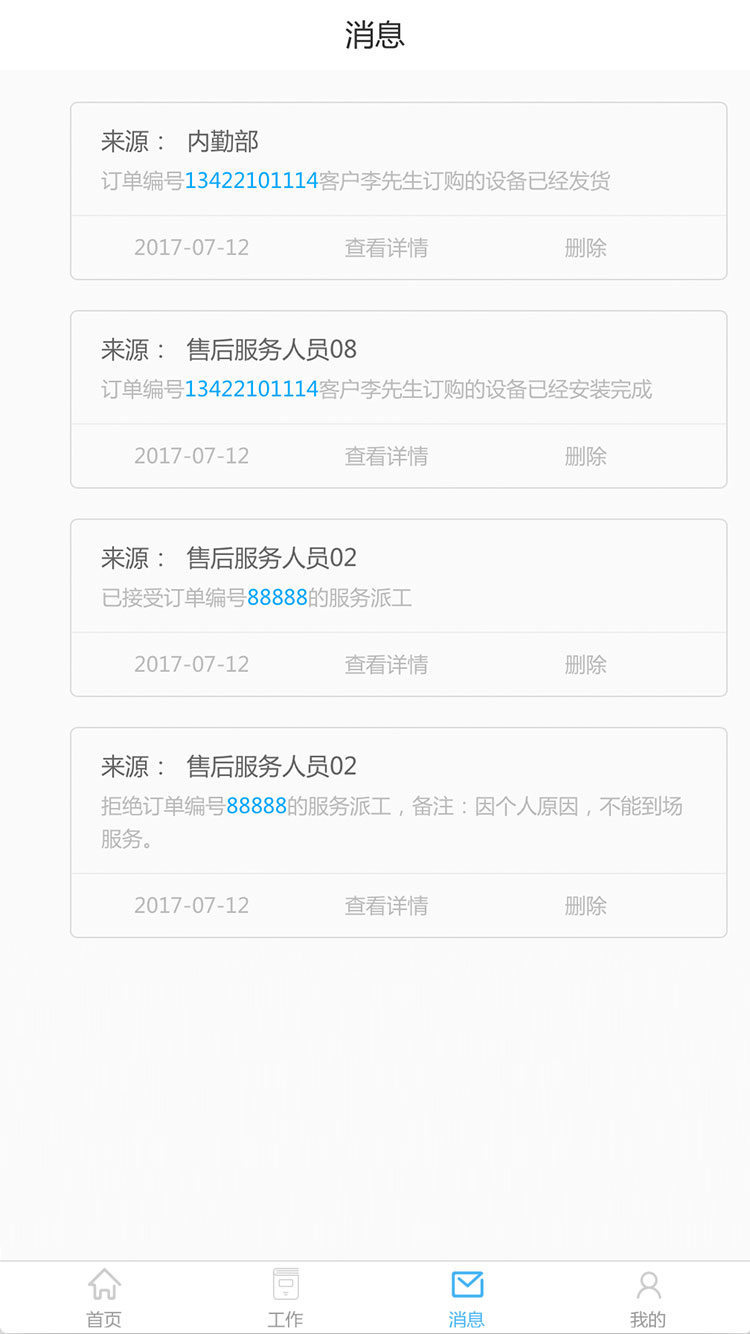 消息
来源： 内勤部
订单编号13422101114客户李先生订购的设备已经发货
2017-07-12 查看详情 删除
来源： 售后服务人员08
订单编号13422101114客户李先生订购的设备已经安装完成
2017-07-12 查看详情 删除
来源： 售后服务人员02
已接受订单编号88888的服务派工
2017-07-12 查看详情 删除
来源： 售后服务人员02
拒绝订单编号88888的服务派工，备注：因个人原因，不能到场
服务。
2017-07-12 查看详情 删除
首页 工作 消息 我的